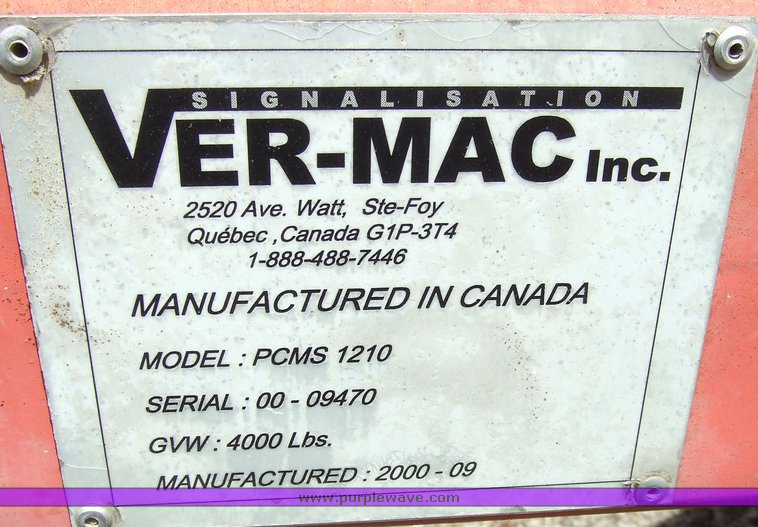 SIGNALISATION
VER-MAC Inc.
2520 Ave. Watt, Ste-Foy
Québec ,Canada G1P-3T4
1-888-488-7446
MANUFACTURED IN CANADA
MODEL : PCMS 1210
SERIAL : 00 - 09470
GVW : 4000 Lbs.
MANUFACTURED : 2000 - 09
www.purplewave.com